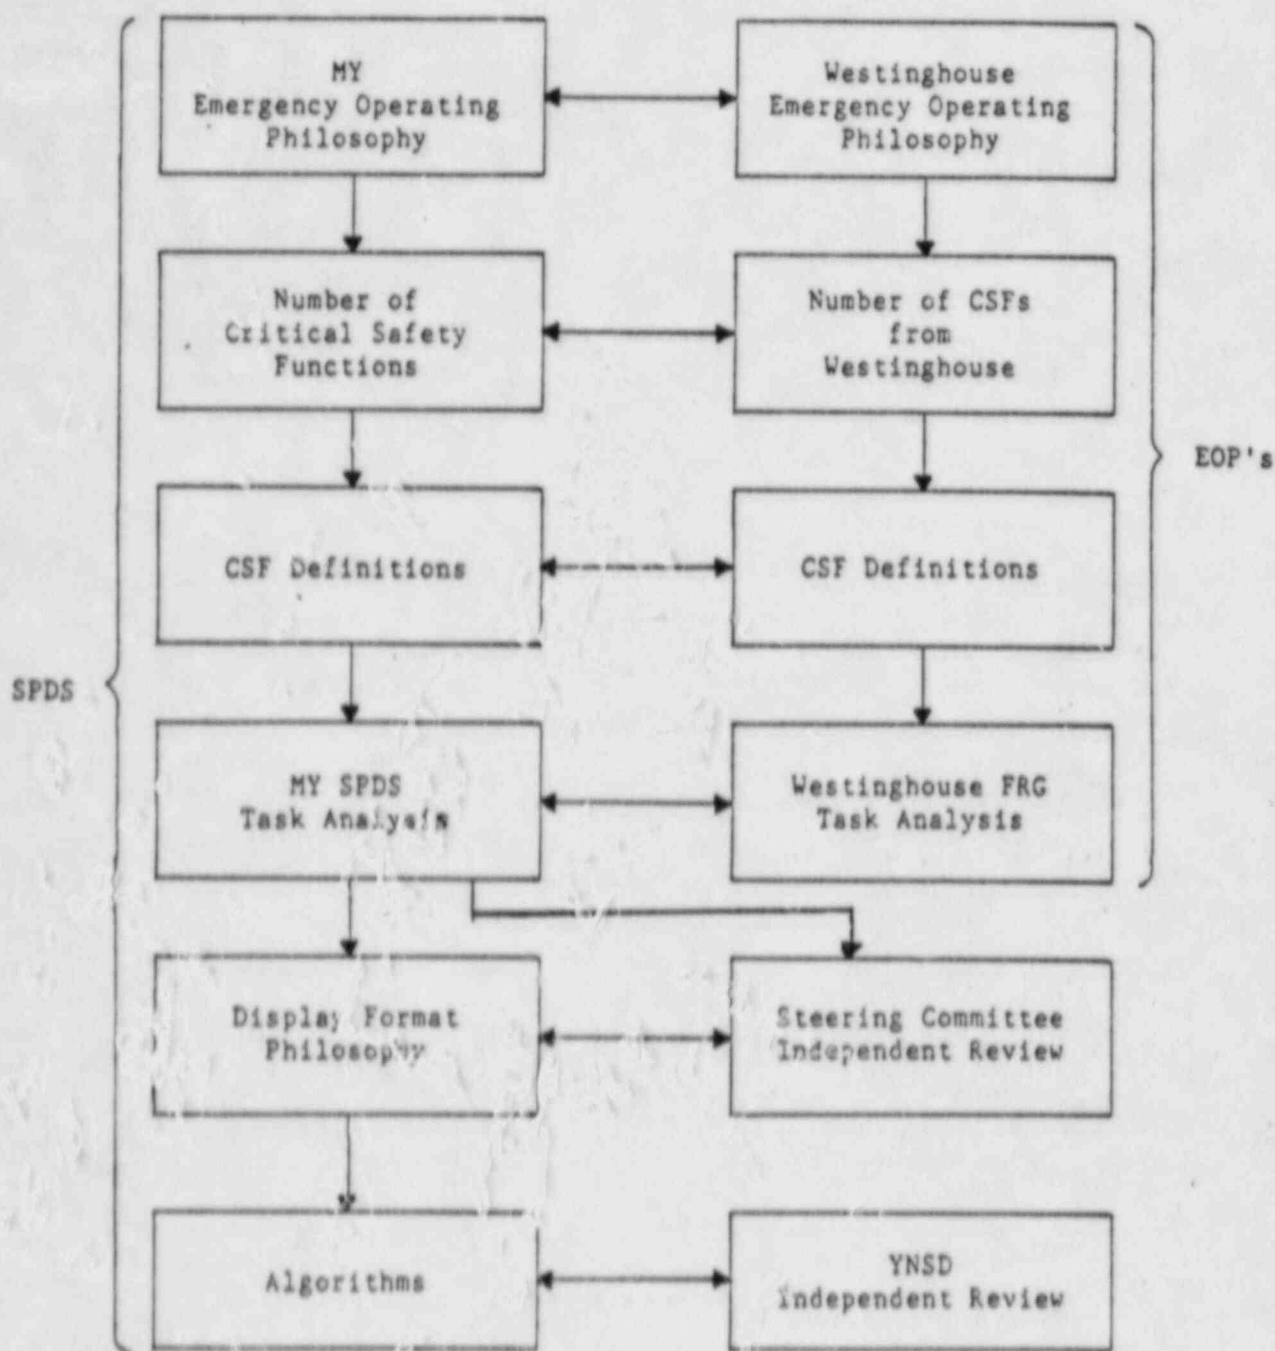 MY
Emergency Operating
Philosophy
Westinghouse
Emergency Operating
Philosophy
Number of
Critical Safety
Functions
Number of CSFs
from
Westinghouse
EOP's
CSF Definitions
CSF Definitions
SPDS
MY SPDS
Task Analysis
Westinghouse FRG
Task Analysis
Display Format
Philosophy
Steering Committee
Independent Review
Algorithms
YNSD
Independent Review